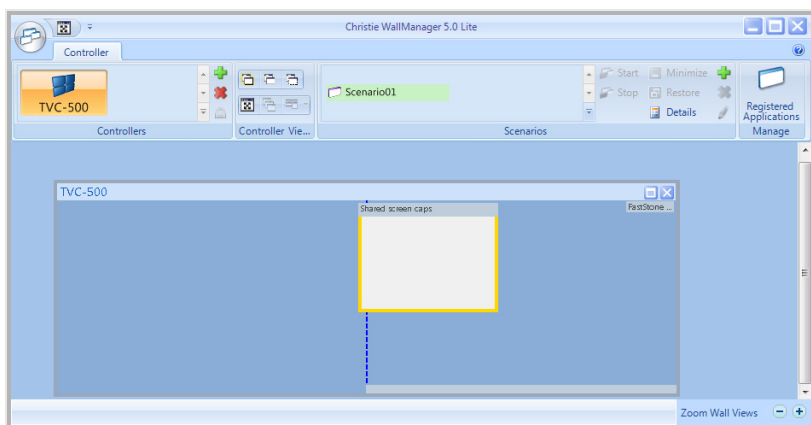 Christie WallManager 5.0 Lite
Controller
TVC-500
Scenario01
Start
Minimize
Stop
Restore
Details
Registered
Applications
Controllers
Controller Vie...
Scenarios
Manage
TVC-500
Shared screen caps
FastStone ...
Zoom Wall Views